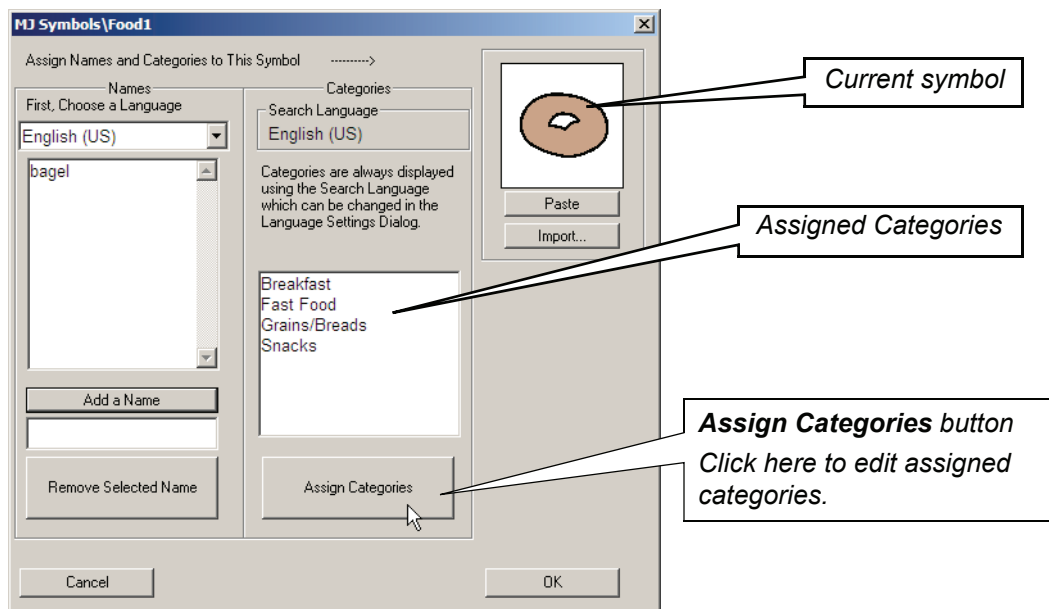 MJ Symbols\Food1
Assign Names and Categories to This Symbol ---------->
Names
First, Choose a Language
English (US)
bagel
Add a Name
Remove Selected Name
Categories
Search Language
English (US)
Categories are always displayed
using the Search Language
which can be changed in the
Language Settings Dialog.
Breakfast
Fast Food
Grains/Breads
Snacks
Assign Categories
Paste
Import...
Cancel
OK
Current symbol
Assigned Categories
Assign Categories button
Click here to edit assigned
categories.